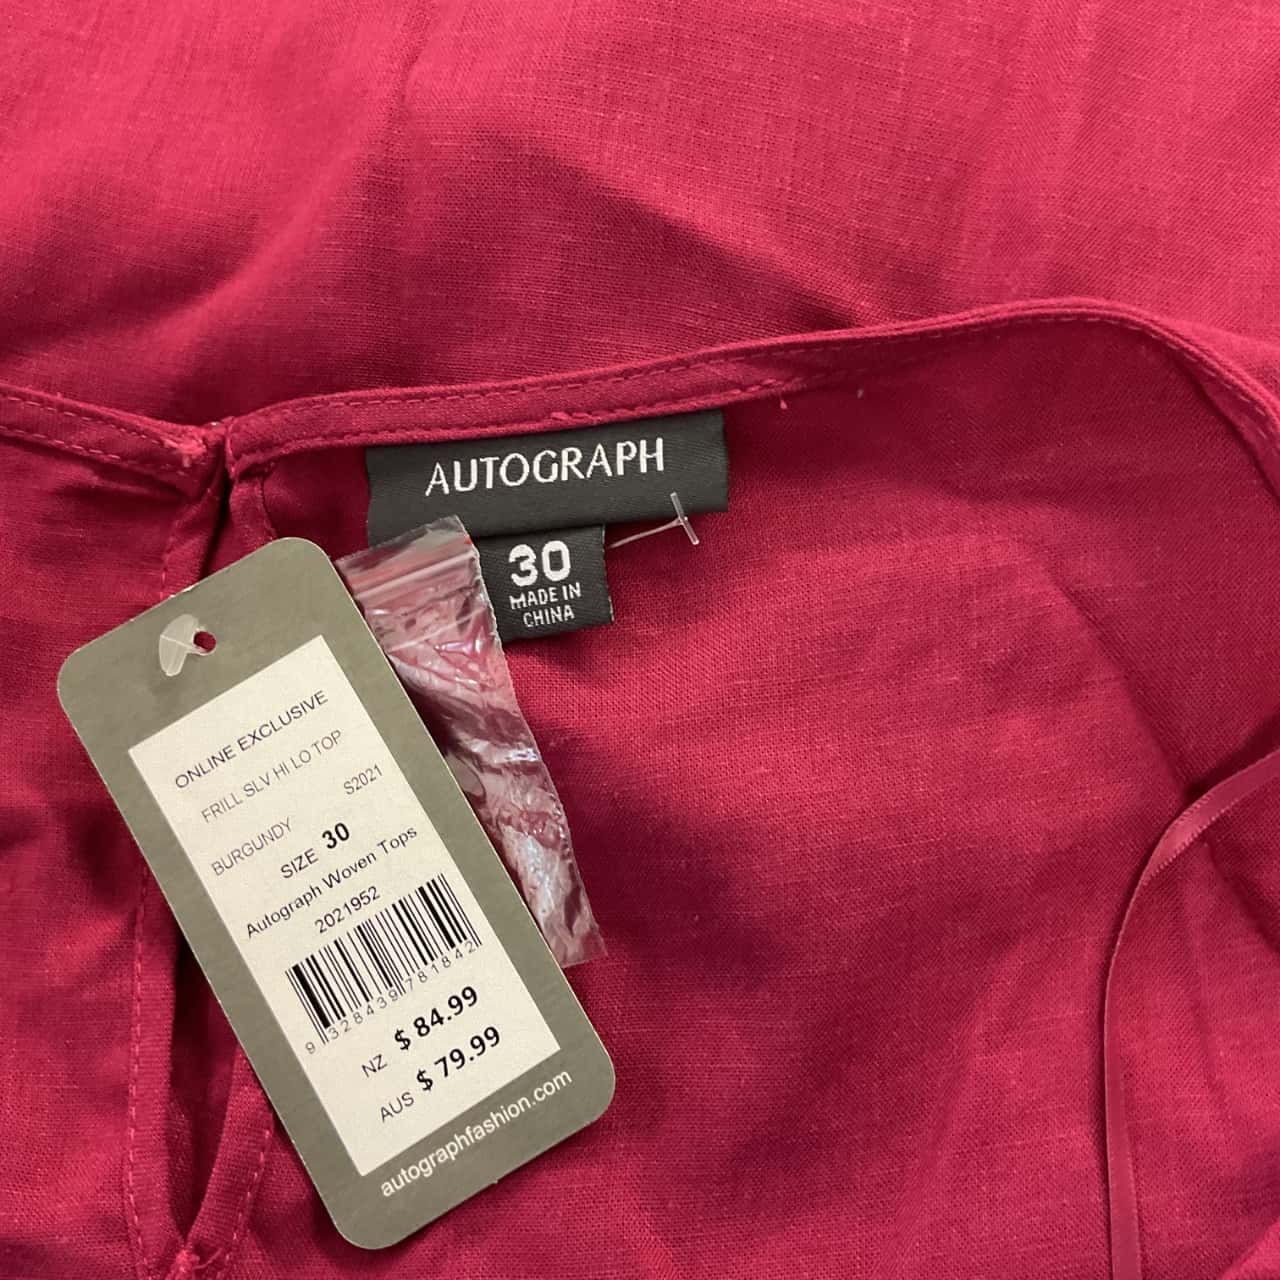 AUTOGRAPH
30
MADE IN
CHINA
ONLINE EXCLUSIVE
FRILL SLV HI LO TOP
BURGUNDY S2021
SIZE 30
Autograph Woven Tops
2021952
9 328439 781842
NZ $ 84.99
AUS $ 79.99
autographfashion.com